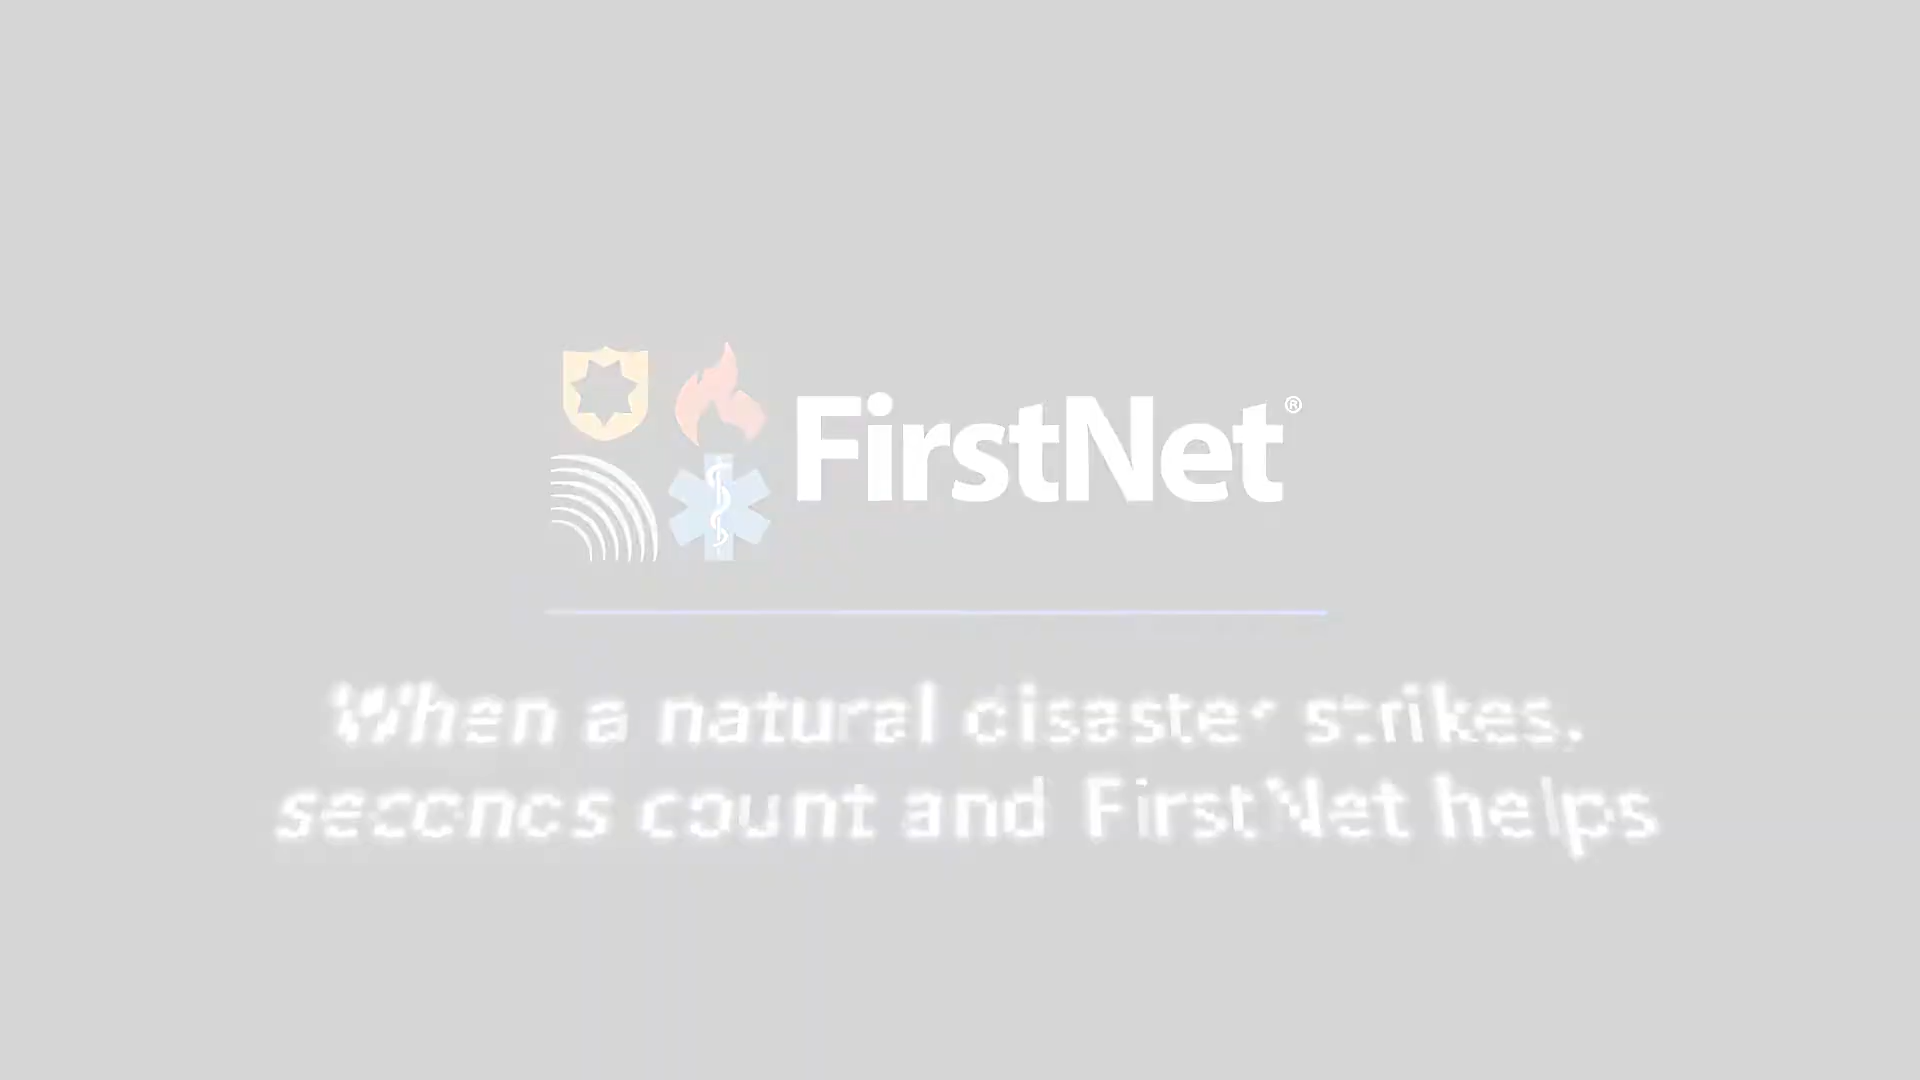 FirstNet®
When a natural disaster strikes,
seconds count and FirstNet helps